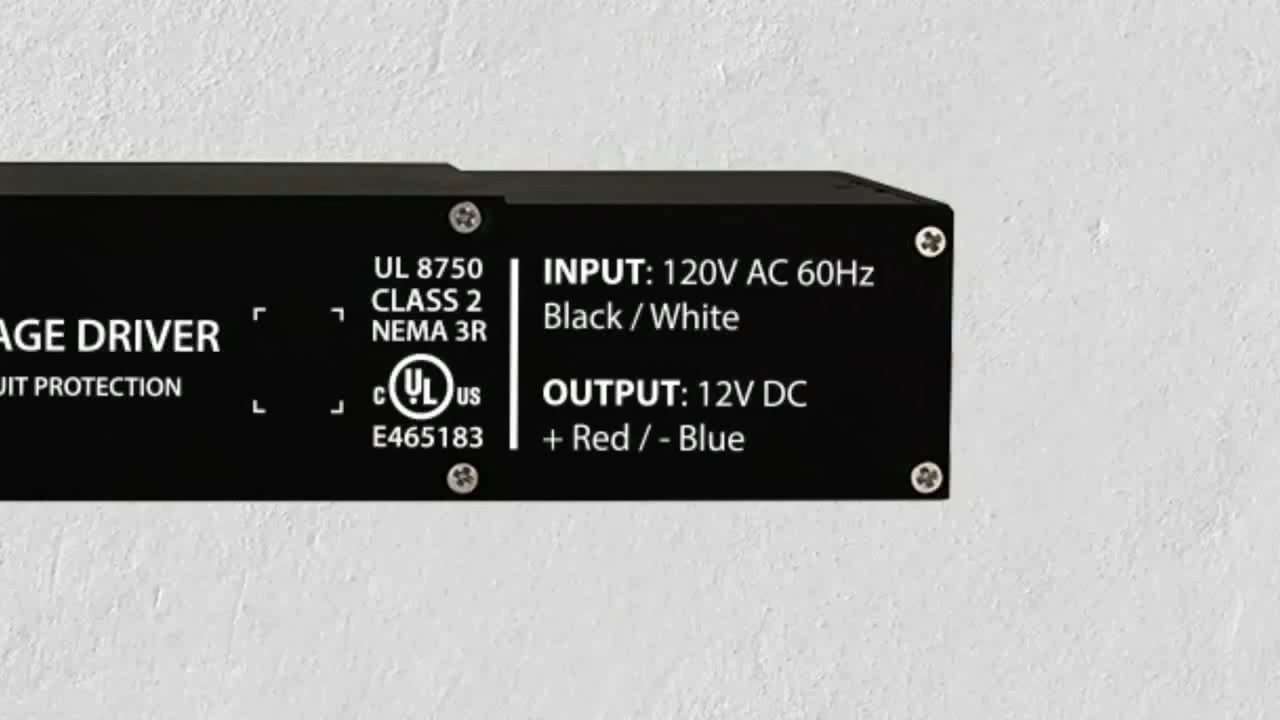 AGE DRIVER
UIT PROTECTION
UL 8750
CLASS 2
NEMA 3R
C UL US
E465183
INPUT: 120V AC 60Hz
Black / White
OUTPUT: 12V DC
+ Red / - Blue